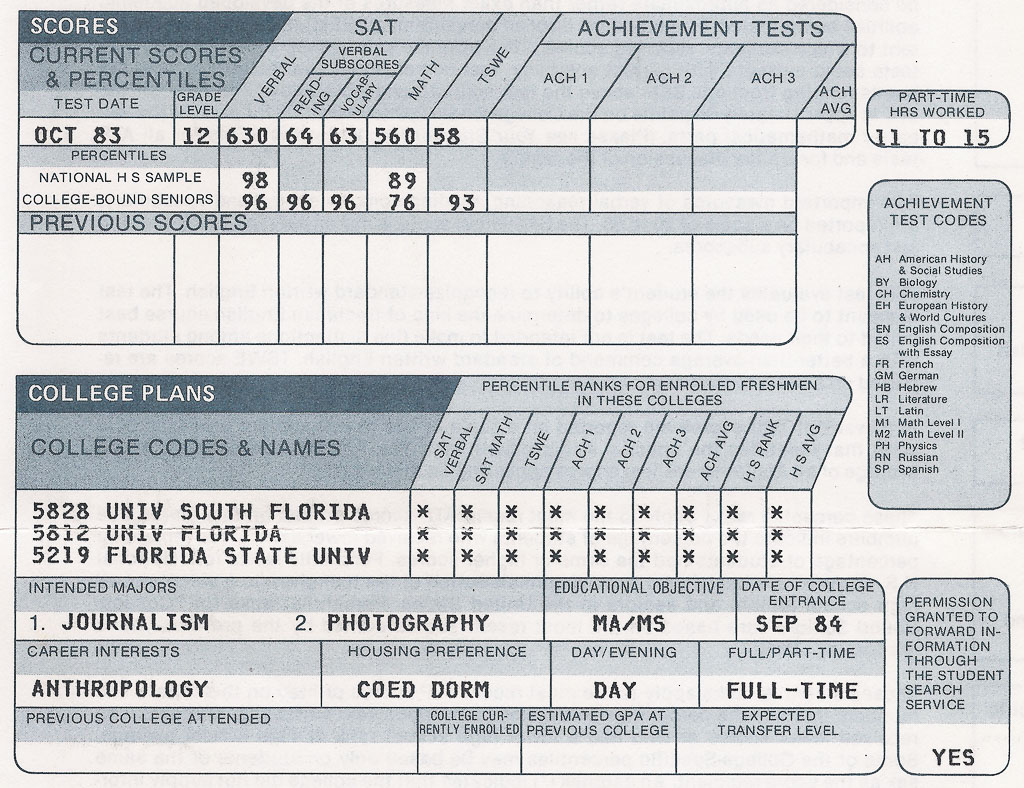 SCORES
SAT
ACHIEVEMENT TESTS
CURRENT SCORES
& PERCENTILES
TEST DATE
GRADE
LEVEL
VERBAL
VERBAL
SUBSCORES
READ-
ING
VOCAB-
ULARY
MATH
TSWE
ACH 1
ACH 2
ACH 3
ACH
AVG
OCT 83 12 630 64 63 560 58
PERCENTILES
NATIONAL H S SAMPLE 98 89
COLLEGE-BOUND SENIORS 96 96 96 76 93
PREVIOUS SCORES
PART-TIME
HRS WORKED
11 TO 15
ACHIEVEMENT
TEST CODES
AH American History
& Social Studies
BY Biology
CH Chemistry
EH European History
& World Cultures
EN English Composition
ES English Composition
with Essay
FR French
GM German
HB Hebrew
LR Literature
LT Latin
M1 Math Level I
M2 Math Level II
PH Physics
RN Russian
SP Spanish
COLLEGE PLANS
PERCENTILE RANKS FOR ENROLLED FRESHMEN
IN THESE COLLEGES
COLLEGE CODES & NAMES
SAT
VERBAL
SAT MATH
TSWE
ACH 1
ACH 2
ACH 3
ACH AVG
H S RANK
H S AVG
5828 UNIV SOUTH FLORIDA * * * * * * * * *
5812 UNIV FLORIDA * * * * * * * * *
5219 FLORIDA STATE UNIV * * * * * * * * *
INTENDED MAJORS
EDUCATIONAL OBJECTIVE
DATE OF COLLEGE
ENTRANCE
1. JOURNALISM 2. PHOTOGRAPHY MA/MS SEP 84
CAREER INTERESTS HOUSING PREFERENCE DAY/EVENING FULL/PART-TIME
ANTHROPOLOGY COED DORM DAY FULL-TIME
PREVIOUS COLLEGE ATTENDED
COLLEGE CUR-
RENTLY ENROLLED
ESTIMATED GPA AT
PREVIOUS COLLEGE
EXPECTED
TRANSFER LEVEL
PERMISSION
GRANTED TO
FORWARD IN-
FORMATION
THROUGH
THE STUDENT
SEARCH
SERVICE
YES